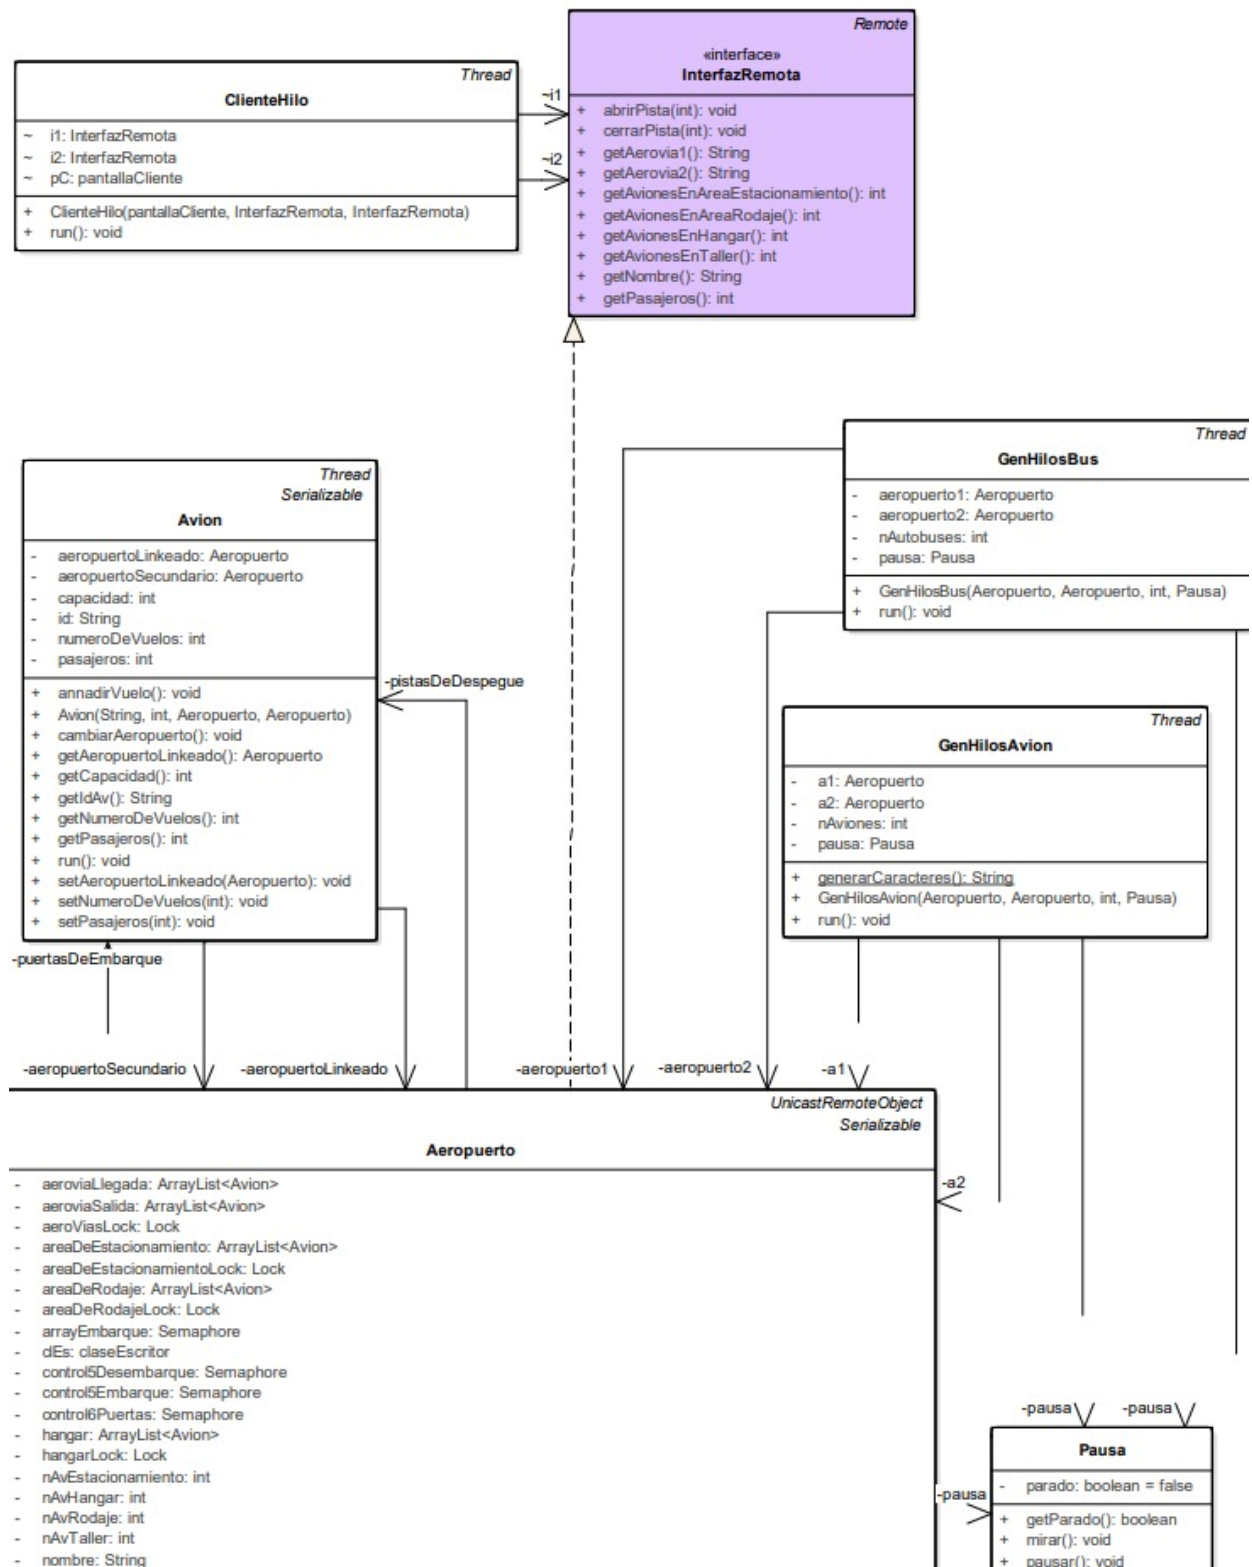 Remote
«interface»
InterfazRemota
+ abrirPista(int): void
+ cerrarPista(int): void
+ getAerovia1(): String
+ getAerovia2(): String
+ getAvionesEnAreaEstacionamiento(): int
+ getAvionesEnAreaRodaje(): int
+ getAvionesEnHangar(): int
+ getAvionesEnTaller(): int
+ getNombre(): String
+ getPasajeros(): int
Thread
ClienteHilo
~ i1: InterfazRemota
~ i2: InterfazRemota
~ pC: pantallaCliente
+ ClienteHilo(pantallaCliente, InterfazRemota, InterfazRemota)
+ run(): void
~i1
~i2
Thread
GenHilosBus
- aeropuerto1: Aeropuerto
- aeropuerto2: Aeropuerto
- nAutobuses: int
- pausa: Pausa
+ GenHilosBus(Aeropuerto, Aeropuerto, int, Pausa)
+ run(): void
Thread
Serializable
Avion
- aeropuertoLinkeado: Aeropuerto
- aeropuertoSecundario: Aeropuerto
- capacidad: int
- id: String
- numeroDeVuelos: int
- pasajeros: int
+ annadirVuelo(): void
+ Avion(String, int, Aeropuerto, Aeropuerto)
+ cambiarAeropuerto(): void
+ getAeropuertoLinkeado(): Aeropuerto
+ getCapacidad(): int
+ getIdAv(): String
+ getNumeroDeVuelos(): int
+ getPasajeros(): int
+ run(): void
+ setAeropuertoLinkeado(Aeropuerto): void
+ setNumeroDeVuelos(int): void
+ setPasajeros(int): void
-pistasDeDespegue
Thread
GenHilosAvion
- a1: Aeropuerto
- a2: Aeropuerto
- nAviones: int
- pausa: Pausa
+ generarCaracteres(): String
+ GenHilosAvion(Aeropuerto, Aeropuerto, int, Pausa)
+ run(): void
-puertasDeEmbarque
-aeropuertoSecundario
-aeropuertoLinkeado
-aeropuerto1
-aeropuerto2
-a1
UnicastRemoteObject
Serializable
Aeropuerto
- aeroviaLlegada: ArrayList<Avion>
- aeroviaSalida: ArrayList<Avion>
- aeroViasLock: Lock
- areaDeEstacionamiento: ArrayList<Avion>
- areaDeEstacionamientoLock: Lock
- areaDeRodaje: ArrayList<Avion>
- areaDeRodajeLock: Lock
- arrayEmbarque: Semaphore
- clEs: claseEscritor
- control5Desembarque: Semaphore
- control5Embarque: Semaphore
- control6Puertas: Semaphore
- hangar: ArrayList<Avion>
- hangarLock: Lock
- nAvEstacionamiento: int
- nAvHangar: int
- nAvRodaje: int
- nAvTaller: int
- nombre: String
-a2
-pausa
-pausa
-pausa
Pausa
- parado: boolean = false
+ getParado(): boolean
+ mirar(): void
+ pausar(): void